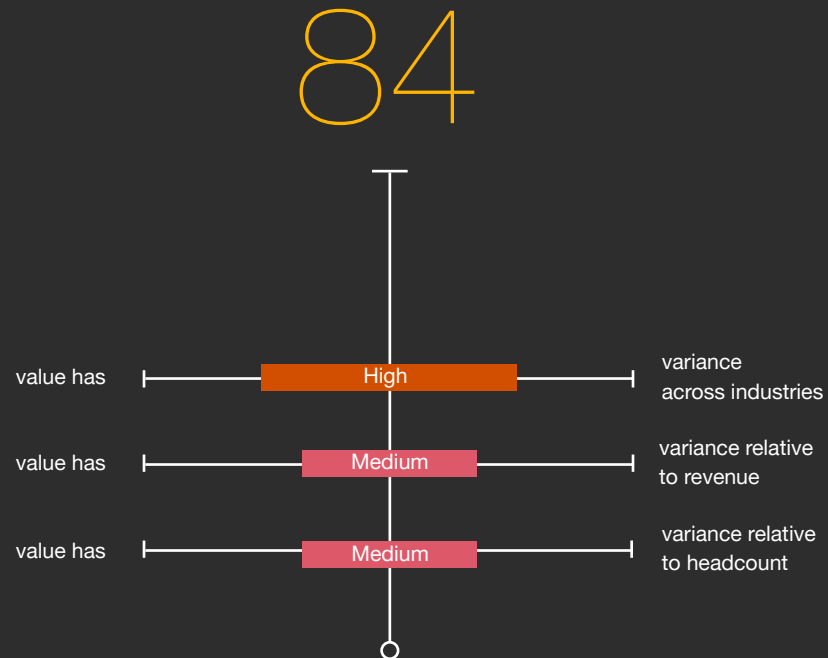 84
value has
High
variance
across industries
value has
Medium
variance relative
to revenue
value has
Medium
variance relative
to headcount